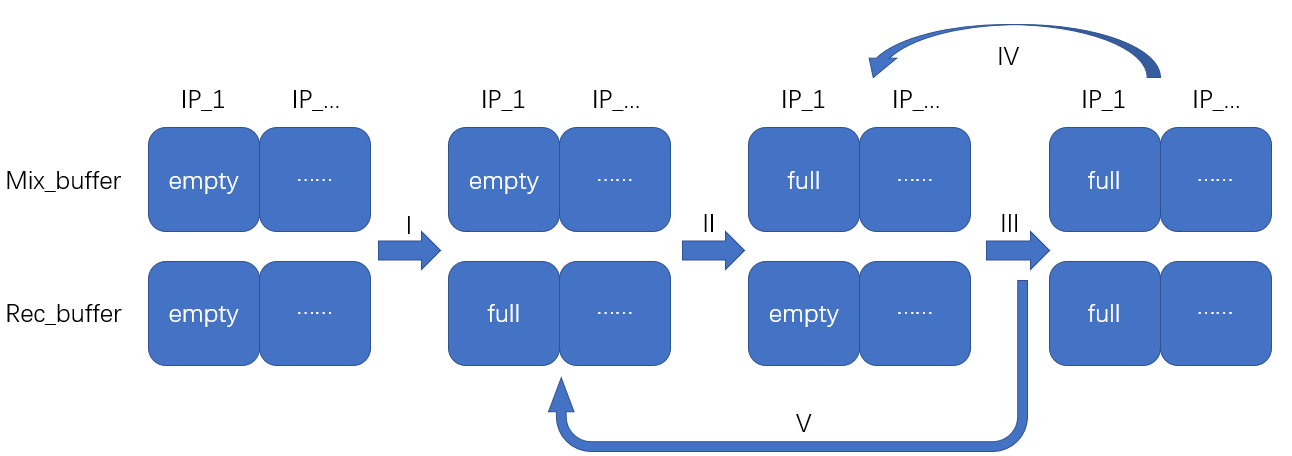 IV
IP_1 IP_... IP_1 IP_... IP_1 IP_... IP_1 IP_...
Mix_buffer empty ...... empty ...... full ...... full ......
I II III
Rec_buffer empty ...... full ...... empty ...... full ......
V